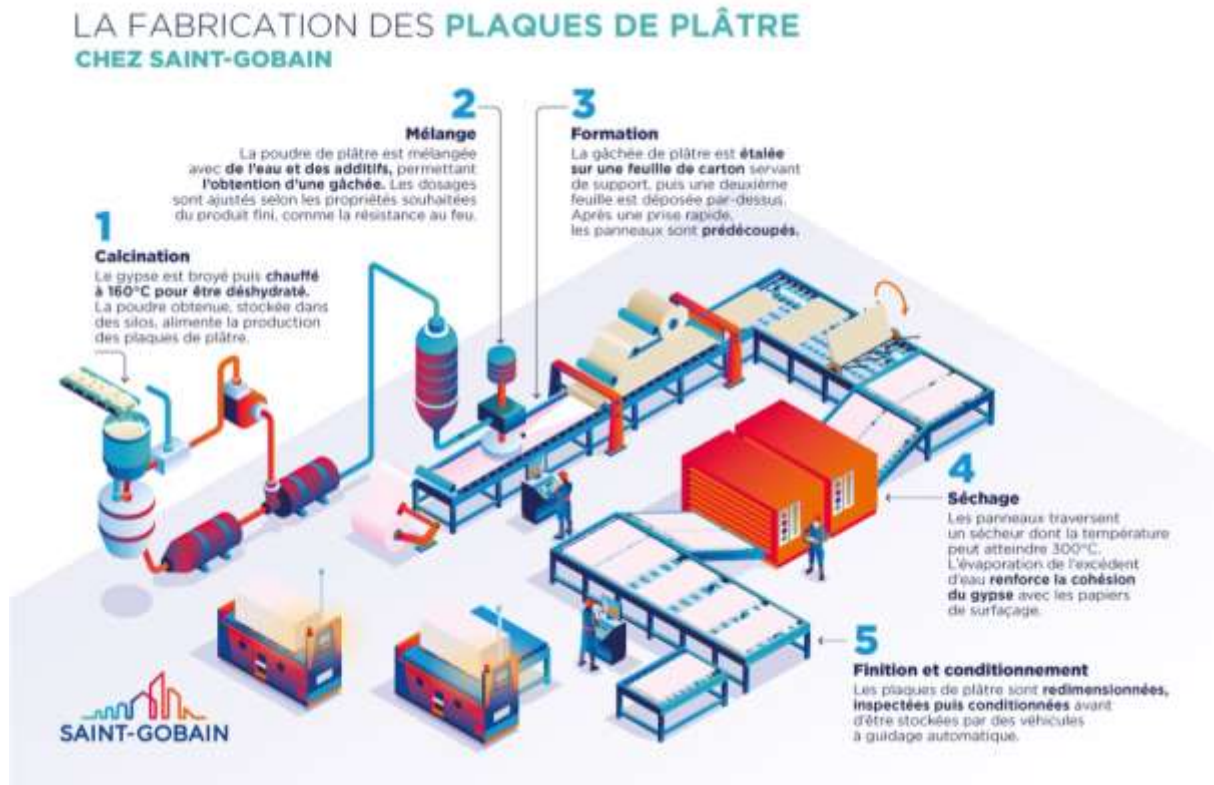 LA FABRICATION DES PLAQUES DE PLÂTRE
CHEZ SAINT-GOBAIN
1
Calcination
Le gypse est broyé puis chauffé
à 160°C pour être déshydraté.
La poudre obtenue, stockée dans
des silos, alimente la production
des plaques de plâtre.
2
Mélange
La poudre de plâtre est mélangée
avec de l'eau et des additifs, permettant
l'obtention d'une gâchée. Les dosages
sont ajustés selon les propriétés souhaitées
du produit fini, comme la résistance au feu.
3
Formation
La gâchée de plâtre est étalée
sur une feuille de carton servant
de support, puis une deuxième
feuille est déposée par-dessus.
Après une prise rapide,
les panneaux sont prédécoupés.
4
Séchage
Les panneaux traversent
un sécheur dont la température
peut atteindre 300°C.
L'évaporation de l'excédent
d'eau renforce la cohésion
du gypse avec les papiers
de surfaçage.
5
Finition et conditionnement
Les plaques de plâtre sont redimensionnées,
inspectées puis conditionnées avant
d'être stockées par des véhicules
à guidage automatique.
SAINT-GOBAIN